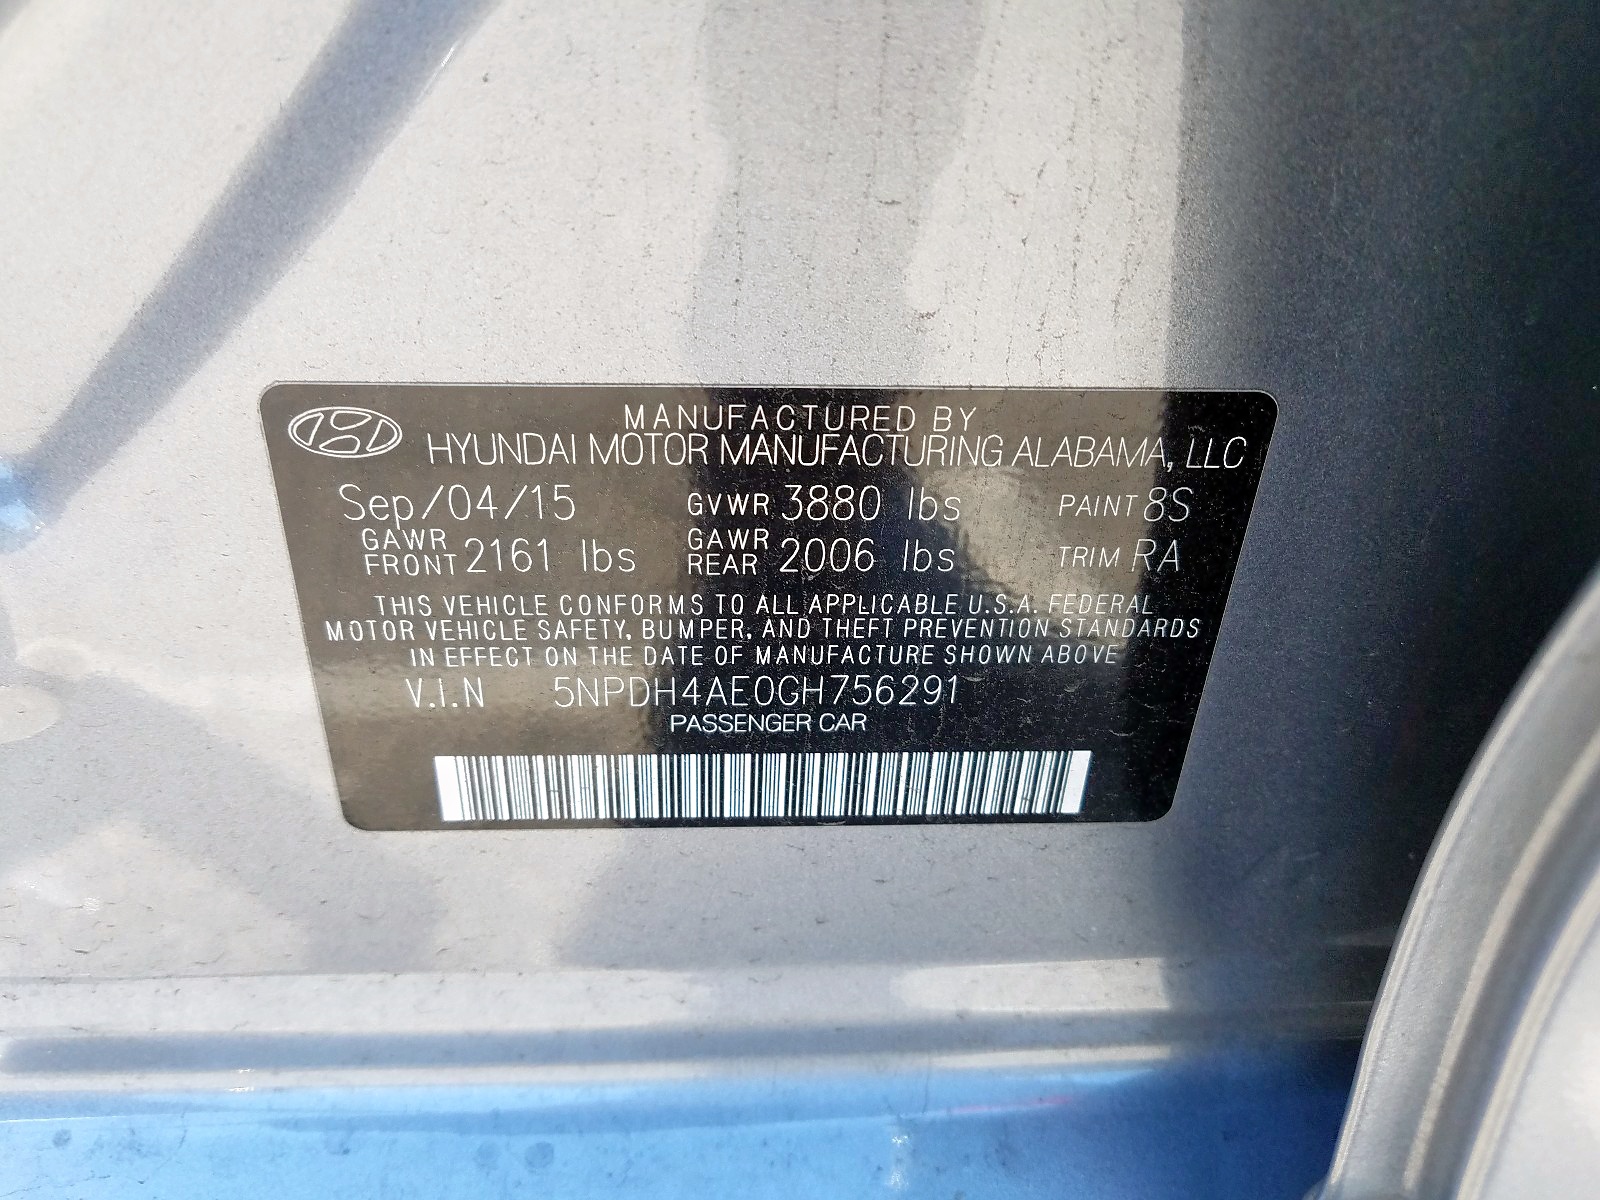 MANUFACTURED BY
HYUNDAI MOTOR MANUFACTURING ALABAMA, LLC
Sep/04/15 GVWR 3880 lbs PAINT 8S
GAWR FRONT 2161 lbs GAWR REAR 2006 lbs TRIM RA
THIS VEHICLE CONFORMS TO ALL APPLICABLE U.S.A. FEDERAL
MOTOR VEHICLE SAFETY, BUMPER, AND THEFT PREVENTION STANDARDS
IN EFFECT ON THE DATE OF MANUFACTURE SHOWN ABOVE
V.I.N 5NPDH4AE0GH756291
PASSENGER CAR